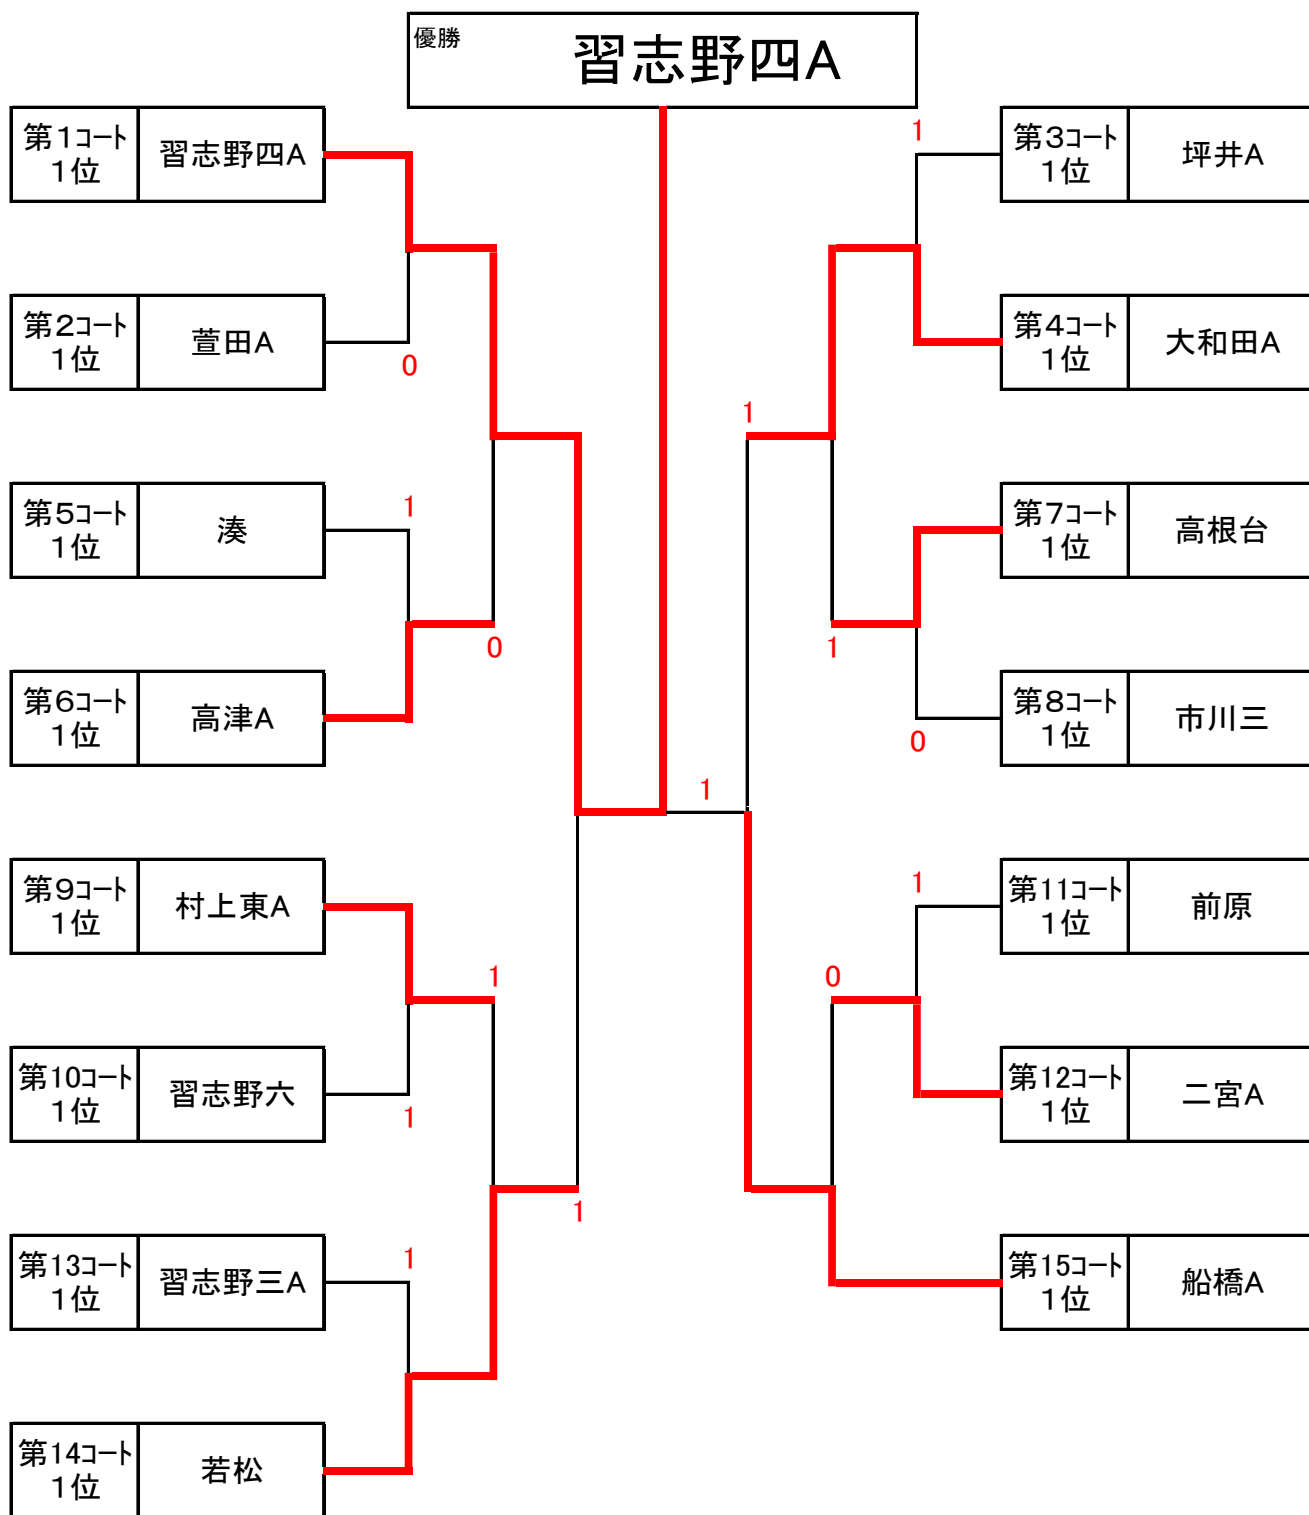 優勝
習志野四A
第1コート
1位
習志野四A
第2コート
1位
萱田A
0
第5コート
1位
湊
1
第6コート
1位
高津A
0
第9コート
1位
村上東A
1
第10コート
1位
習志野六
1
1
第13コート
1位
習志野三A
1
第14コート
1位
若松
1
1
第3コート
1位
坪井A
第4コート
1位
大和田A
1
第7コート
1位
高根台
1
第8コート
1位
市川三
0
1
第11コート
1位
前原
0
第12コート
1位
二宮A
第15コート
1位
船橋A